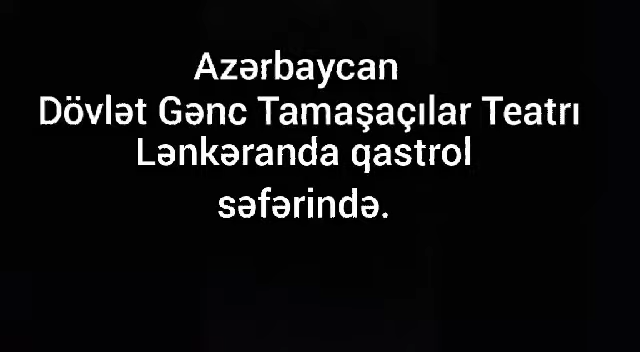 Azərbaycan
Dövlət Gənc Tamaşaçılar Teatrı
Lənkəranda qastrol
səfərində.